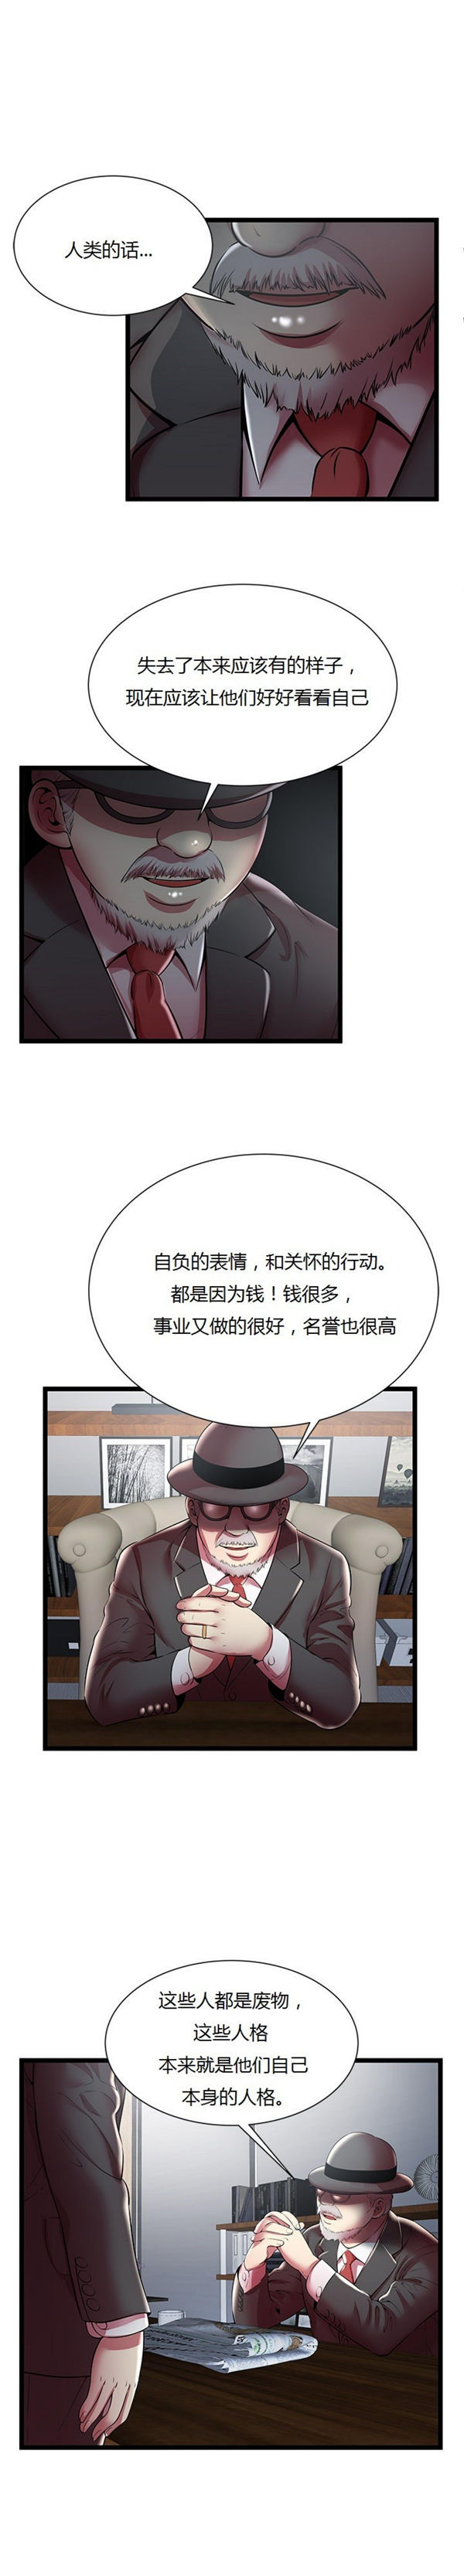 人类的话...
失去了本来应该有的样子，
现在应该让他们好好看看自己
自负的表情，和关怀的行动。
都是因为钱！钱很多，
事业又做的很好，名誉也很高
这些人都是废物，
这些人格
本来就是他们自己
本身的人格。